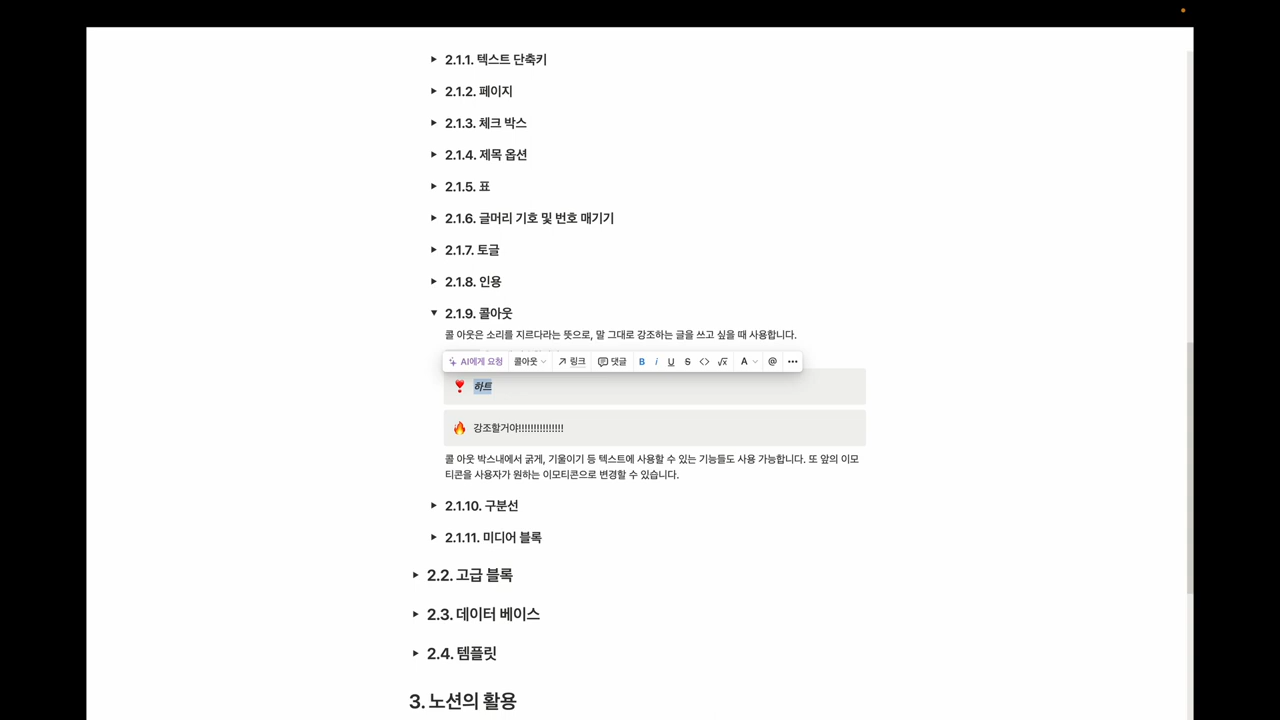 2.1.1. 텍스트 단축키
2.1.2. 페이지
2.1.3. 체크 박스
2.1.4. 제목 옵션
2.1.5. 표
2.1.6. 글머리 기호 및 번호 매기기
2.1.7. 토글
2.1.8. 인용
2.1.9. 콜아웃
콜 아웃은 소리를 지르다라는 뜻으로, 말 그대로 강조하는 글을 쓰고 싶을 때 사용합니다.
AI에게 요청 콜아웃 링크 댓글 B i U S <> √x A @ •••
하트
강조할거야!!!!!!!!!!!!!!!
콜 아웃 박스내에서 굵게, 기울이기 등 텍스트에 사용할 수 있는 기능들도 사용 가능합니다. 또 앞의 이모
티콘을 사용자가 원하는 이모티콘으로 변경할 수 있습니다.
2.1.10. 구분선
2.1.11. 미디어 블록
2.2. 고급 블록
2.3. 데이터 베이스
2.4. 템플릿
3. 노션의 활용